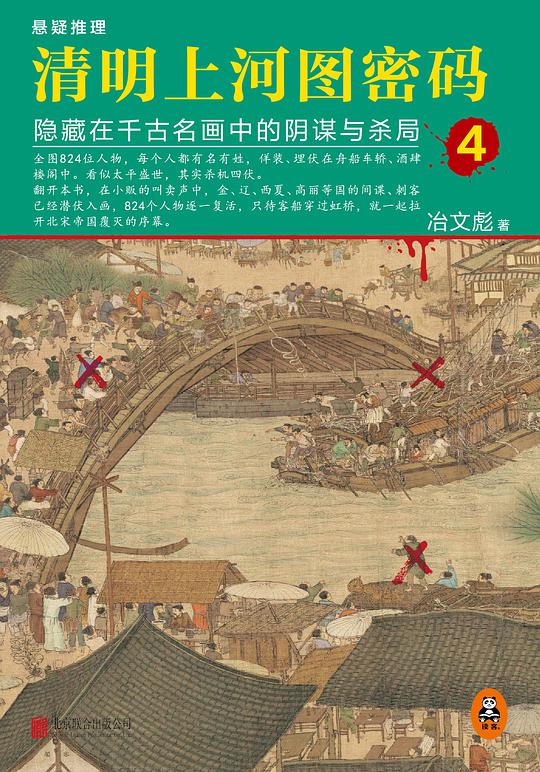 悬疑推理
清明上河图密码
隐藏在千古名画中的阴谋与杀局
4
全图824位人物，每个人都有名有姓，佯装、埋伏在舟船车轿、酒肆
楼阁中。看似太平盛世，其实杀机四伏。
翻开本书，在小贩的叫卖声中，金、辽、西夏、高丽等国的间谍、刺客
已经潜伏入画，824个人物逐一复活，只待客船穿过虹桥，就一起拉
开北宋帝国覆灭的序幕。
冶文彪 著
北京联合出版公司
读客